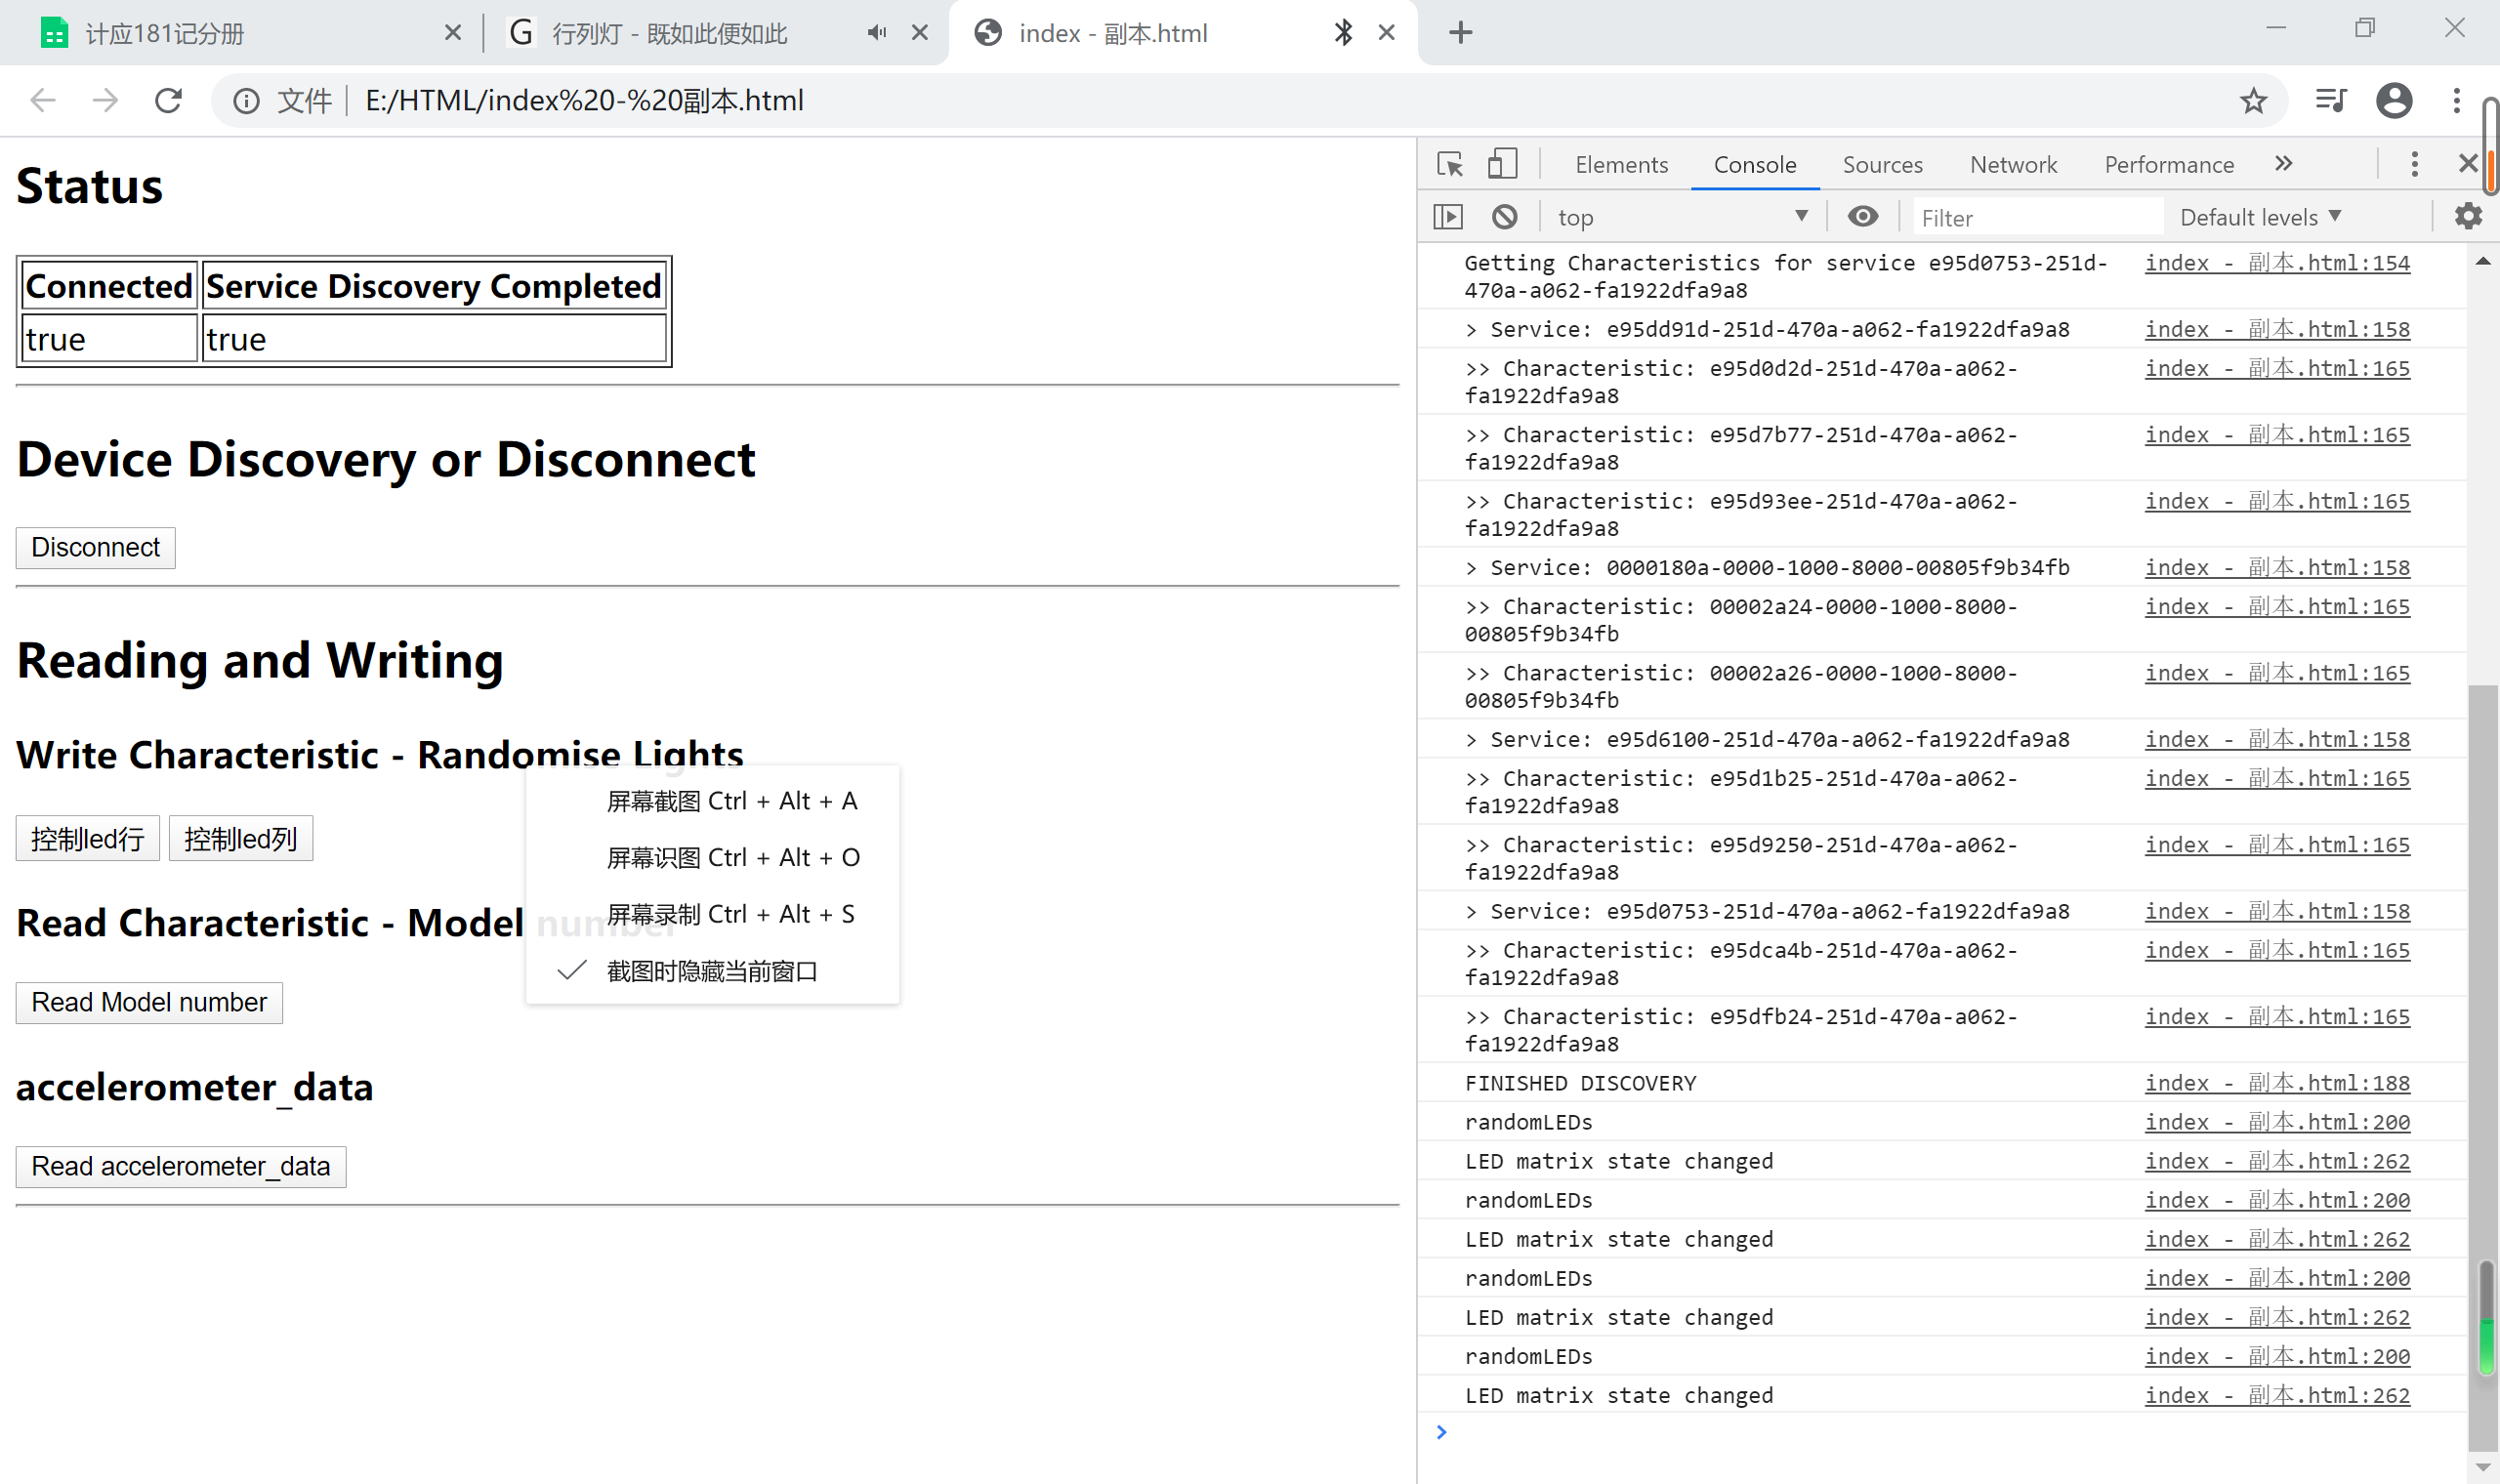 计应181记分册
行列灯 - 既如此便如此
index - 副本.html
文件
E:/HTML/index%20-%20副本.html
Status
Connected Service Discovery Completed
true true
Device Discovery or Disconnect
Disconnect
Reading and Writing
Write Characteristic - Randomise Lights
控制led行 控制led列
Read Characteristic - Model number
Read Model number
accelerometer_data
Read accelerometer_data
屏幕截图 Ctrl + Alt + A
屏幕识图 Ctrl + Alt + O
屏幕录制 Ctrl + Alt + S
截图时隐藏当前窗口
Elements Console Sources Network Performance
top Filter Default levels
Getting Characteristics for service e95d0753-251d- index - 副本.html:154
470a-a062-fa1922dfa9a8
> Service: e95dd91d-251d-470a-a062-fa1922dfa9a8 index - 副本.html:158
>> Characteristic: e95d0d2d-251d-470a-a062- index - 副本.html:165
fa1922dfa9a8
>> Characteristic: e95d7b77-251d-470a-a062- index - 副本.html:165
fa1922dfa9a8
>> Characteristic: e95d93ee-251d-470a-a062- index - 副本.html:165
fa1922dfa9a8
> Service: 0000180a-0000-1000-8000-00805f9b34fb index - 副本.html:158
>> Characteristic: 00002a24-0000-1000-8000- index - 副本.html:165
00805f9b34fb
>> Characteristic: 00002a26-0000-1000-8000- index - 副本.html:165
00805f9b34fb
> Service: e95d6100-251d-470a-a062-fa1922dfa9a8 index - 副本.html:158
>> Characteristic: e95d1b25-251d-470a-a062- index - 副本.html:165
fa1922dfa9a8
>> Characteristic: e95d9250-251d-470a-a062- index - 副本.html:165
fa1922dfa9a8
> Service: e95d0753-251d-470a-a062-fa1922dfa9a8 index - 副本.html:158
>> Characteristic: e95dca4b-251d-470a-a062- index - 副本.html:165
fa1922dfa9a8
>> Characteristic: e95dfb24-251d-470a-a062- index - 副本.html:165
fa1922dfa9a8
FINISHED DISCOVERY index - 副本.html:188
randomLEDs index - 副本.html:200
LED matrix state changed index - 副本.html:262
randomLEDs index - 副本.html:200
LED matrix state changed index - 副本.html:262
randomLEDs index - 副本.html:200
LED matrix state changed index - 副本.html:262
randomLEDs index - 副本.html:200
LED matrix state changed index - 副本.html:262